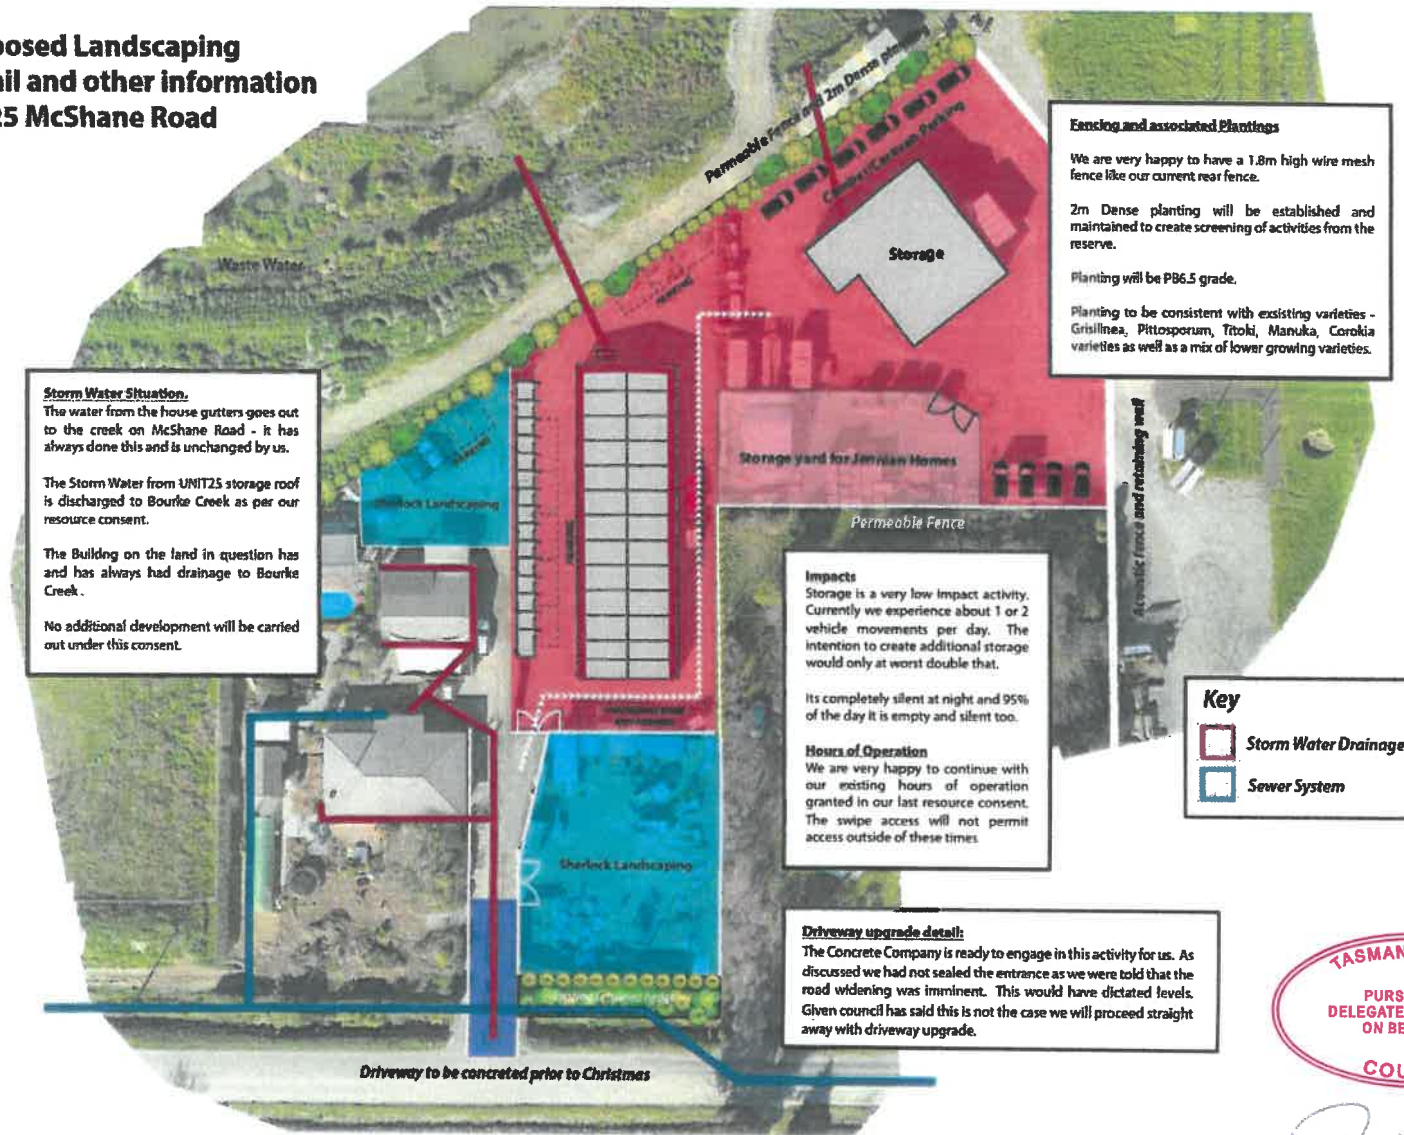 posed Landscaping
ail and other information
25 McShane Road
Permeable Fence and 2m Dense planting
Parking
Storage
Waste Water
PARKING
Fencing and associated Plantings
We are very happy to have a 1.8m high wire mesh
fence like our current rear fence.
2m Dense planting will be established and
maintained to create screening of activities from the
reserve.
Planting will be PB6.5 grade.
Planting to be consistent with exsisting varieties -
Grisilinea, Pittosporum, Titoki, Manuka, Corokia
varieties as well as a mix of lower growing varieties.
Storm Water Situation.
The water from the house gutters goes out
to the creek on McShane Road - it has
always done this and is unchanged by us.
The Storm Water from UNIT25 storage roof
is discharged to Bourke Creek as per our
resource consent.
The Building on the land in question has
and has always had drainage to Bourke
Creek.
No additional development will be carried
out under this consent.
PARKING
Sherlock Landscaping
Storage yard for Jennian Homes
Permeable Fence
Acoustic fence and retaining wall
Impacts
Storage is a very low impact activity.
Currently we experience about 1 or 2
vehicle movements per day. The
intention to create additional storage
would only at worst double that.
Its completely silent at night and 95%
of the day it is empty and silent too.
Hours of Operation
We are very happy to continue with
our existing hours of operation
granted in our last resource consent.
The swipe access will not permit
access outside of these times
Key
Storm Water Drainage
Sewer System
Sherlock Landscaping
Driveway upgrade detail:
The Concrete Company is ready to engage in this activity for us. As
discussed we had not sealed the entrance as we were told that the
road widening was imminent. This would have dictated levels.
Given council has said this is not the case we will proceed straight
away with driveway upgrade.
Driveway to be concreted prior to Christmas
TASMAN
PURS
DELEGATE
ON BE
COU